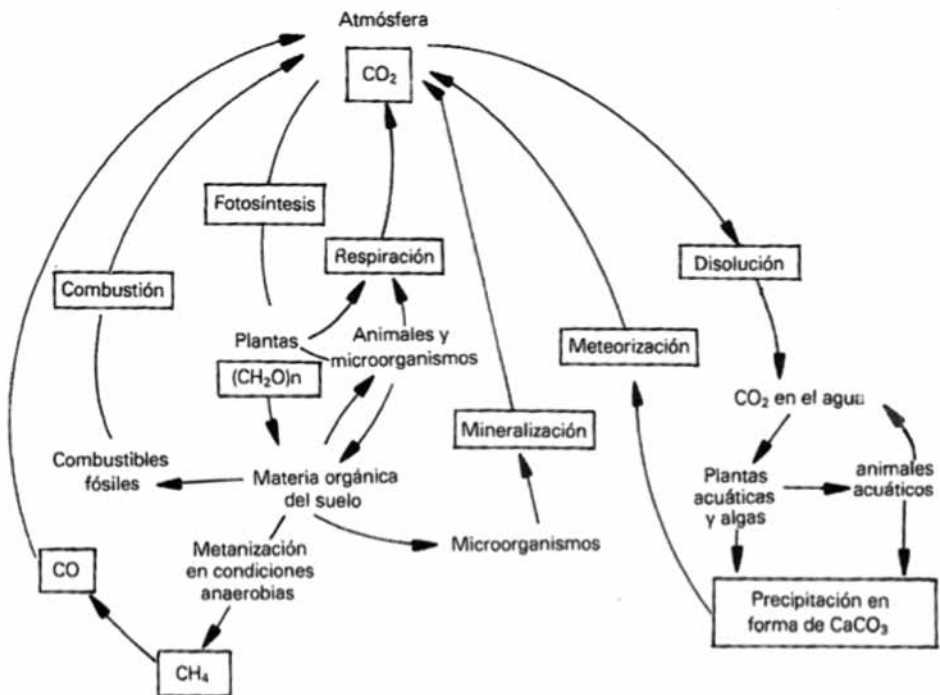 Atmósfera
CO₂
Fotosíntesis
Respiración
Disolución
Combustión
Plantas
Animales y
microorganismos
Meteorización
(CH₂O)n
CO₂ en el agua
Mineralización
Combustibles
fósiles
Materia orgánica
del suelo
Plantas
acuáticas
y algas
animales
acuáticos
Metanización
en condiciones
anaerobias
Microorganismos
CO
Precipitación en
forma de CaCO₃
CH₄